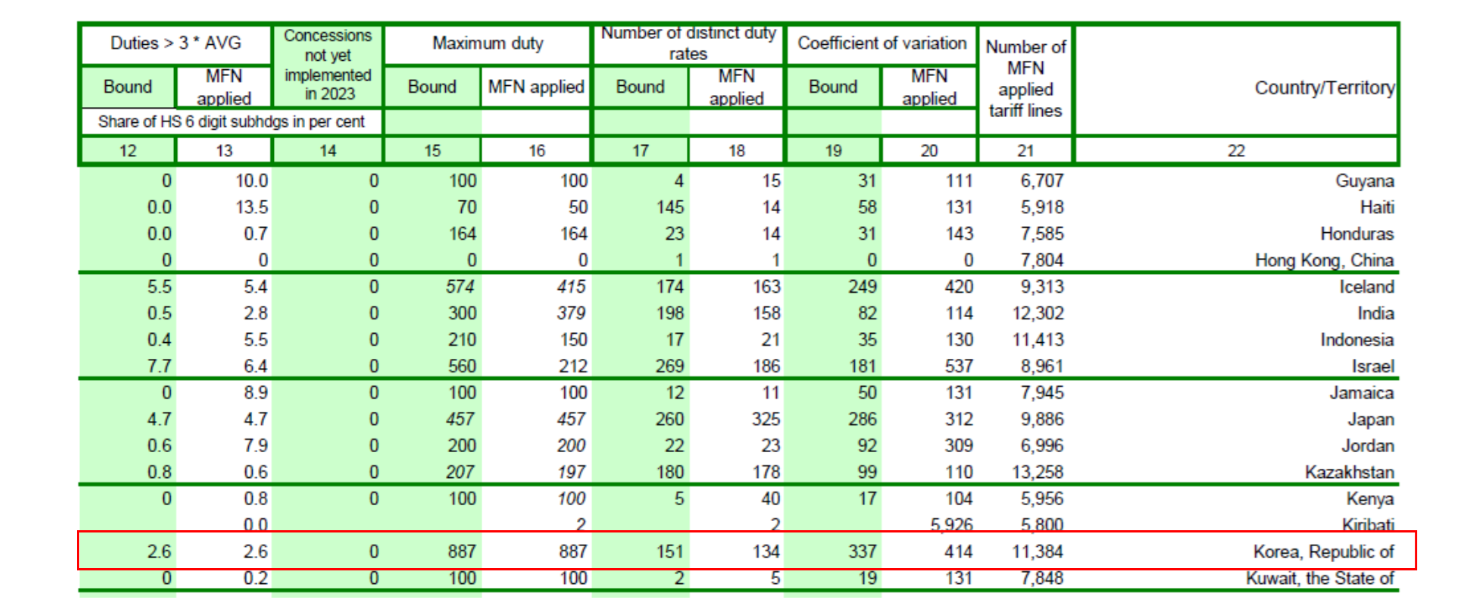 Duties > 3 * AVG Concessions not yet implemented in 2023 Maximum duty Number of distinct duty rates Coefficient of variation Number of MFN applied tariff lines Country/Territory
Bound MFN applied Bound MFN applied Bound MFN applied Bound MFN applied
Share of HS 6 digit subhdgs in per cent
12 13 14 15 16 17 18 19 20 21 22
0 10.0 0 100 100 4 15 31 111 6,707 Guyana
0.0 13.5 0 70 50 145 14 58 131 5,918 Haiti
0.0 0.7 0 164 164 23 14 31 143 7,585 Honduras
0 0 0 0 0 1 1 0 0 7,804 Hong Kong, China
5.5 5.4 0 574 415 174 163 249 420 9,313 Iceland
0.5 2.8 0 300 379 198 158 82 114 12,302 India
0.4 5.5 0 210 150 17 21 35 130 11,413 Indonesia
7.7 6.4 0 560 212 269 186 181 537 8,961 Israel
0 8.9 0 100 100 12 11 50 131 7,945 Jamaica
4.7 4.7 0 457 457 260 325 286 312 9,886 Japan
0.6 7.9 0 200 200 22 23 92 309 6,996 Jordan
0.8 0.6 0 207 197 180 178 99 110 13,258 Kazakhstan
0 0.8 0 100 100 5 40 17 104 5,956 Kenya
0.0 2 2 5,926 5,800 Kiribati
2.6 2.6 0 887 887 151 134 337 414 11,384 Korea, Republic of
0 0.2 0 100 100 2 5 19 131 7,848 Kuwait, the State of